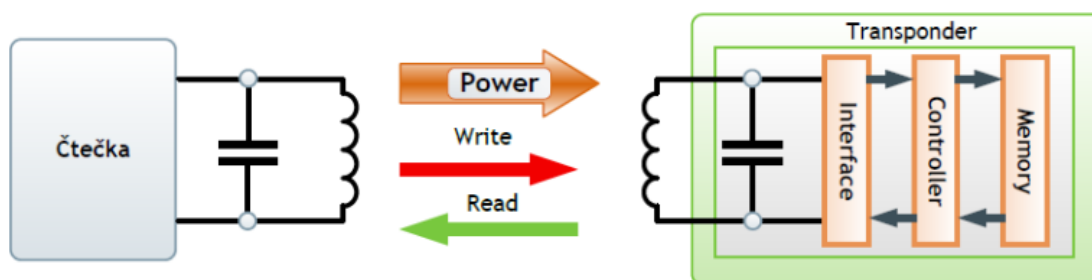 Čtečka
Power
Write
Read
Transponder
Interface
Controller
Memory